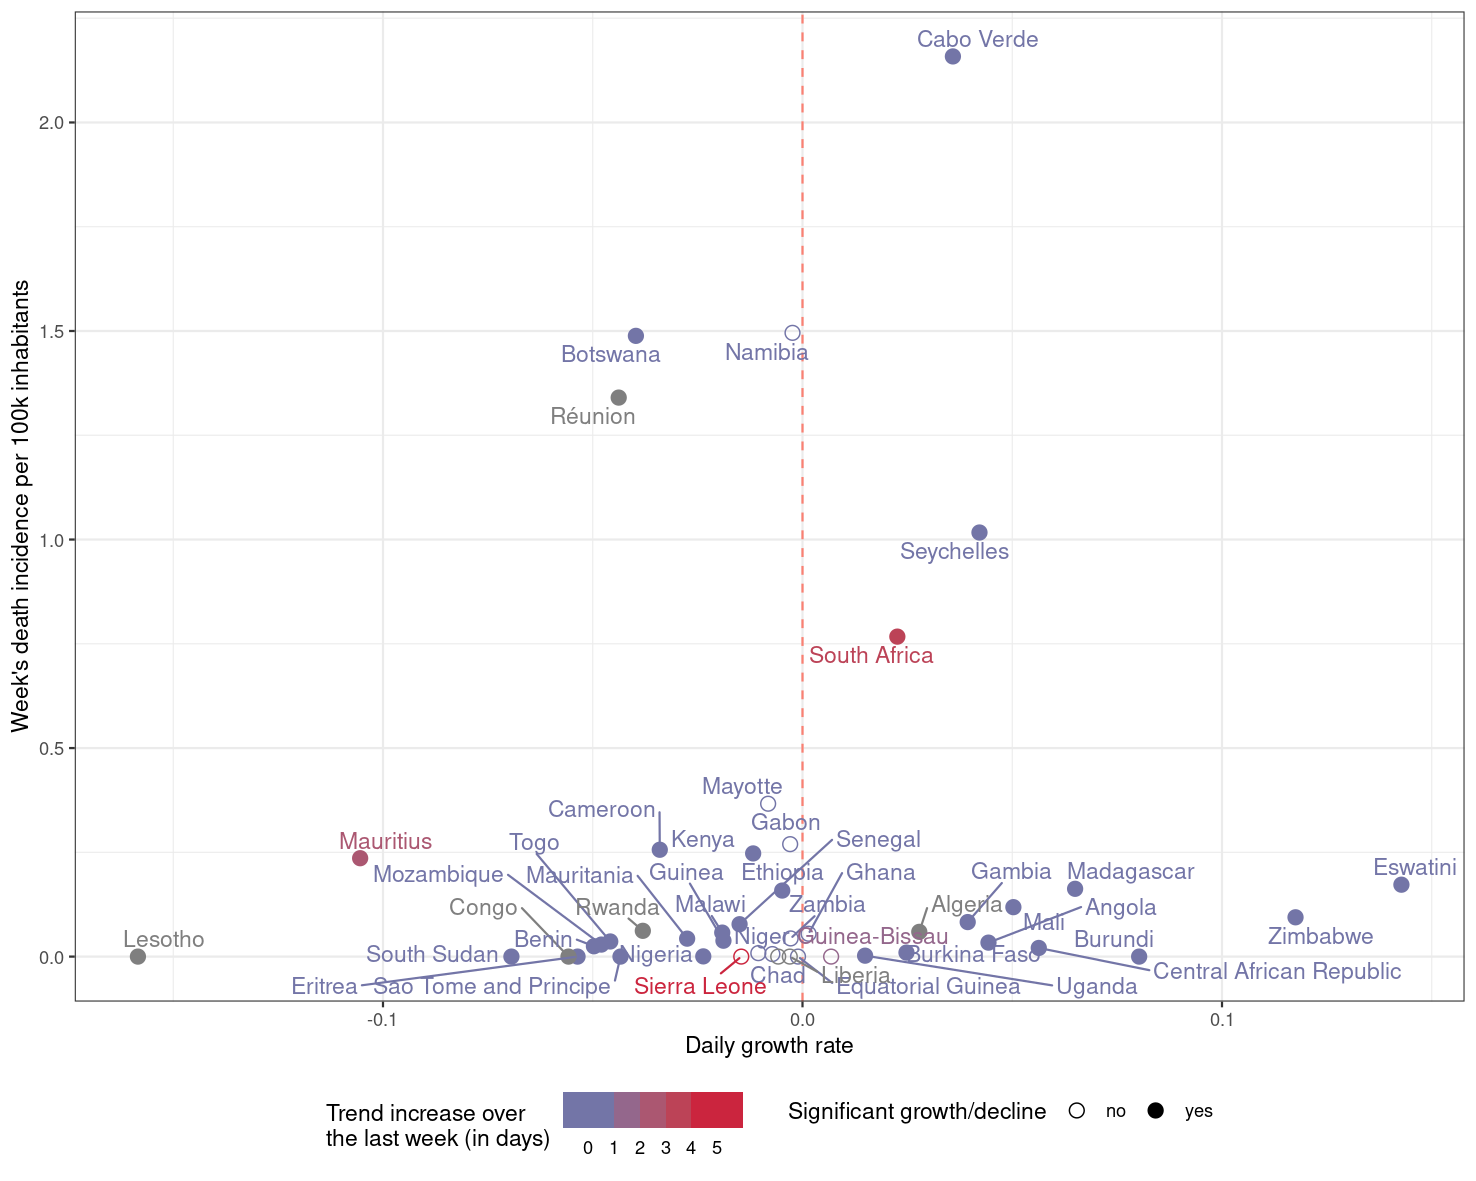 Cabo Verde
2.0
1.5
Botswana
Namibia
Réunion
1.0
Seychelles
South Africa
Week's death incidence per 100k inhabitants
0.5
Mayotte
Cameroon
Gabon
Mauritius
Togo
Kenya
Senegal
Mozambique
Mauritania
Guinea
Ethiopia
Ghana
Gambia
Madagascar
Eswatini
Congo
Rwanda
Malawi
Zambia
Algeria
Mali
Angola
Lesotho
Benin
Niger
Guinea-Bissau
Burundi
Zimbabwe
0.0
South Sudan
Nigeria
Burkina Faso
Chad
Liberia
Central African Republic
Eritrea
Sao Tome and Principe
Sierra Leone
Equatorial Guinea
Uganda
-0.1
0.0
0.1
Daily growth rate
Trend increase over
the last week (in days)
0 1 2 3 4 5
Significant growth/decline
no
yes